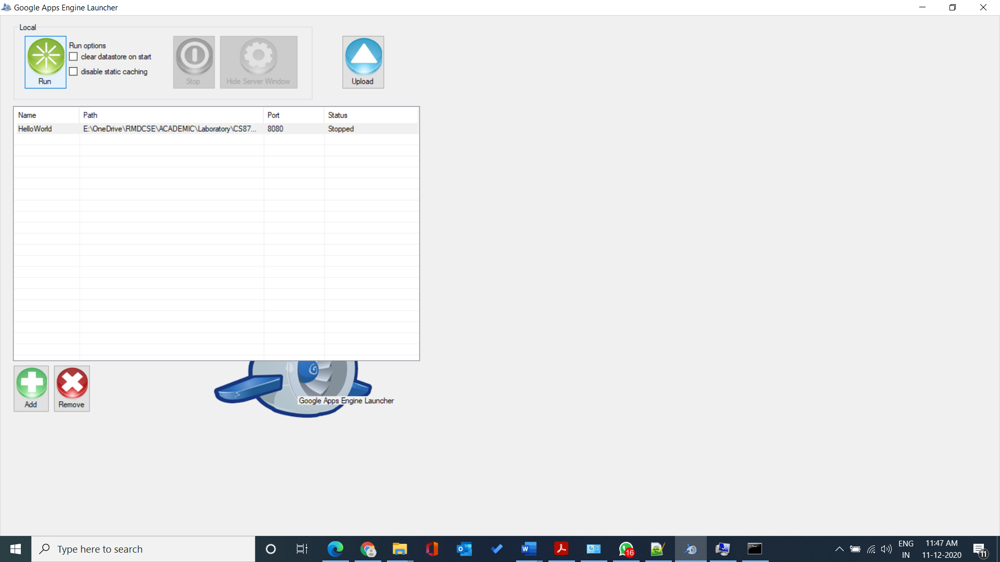 Google Apps Engine Launcher
Local
Run
Run options
clear datastore on start
disable static caching
Stop
Hide Server Window
Upload
Name Path Port Status
HelloWorld E:\OneDrive\RMDCSE\ACADEMIC\Laboratory\CS87... 8080 Stopped
Add
Remove
Google Apps Engine Launcher
Type here to search
16
ENG
IN
11:47 AM
11-12-2020
11